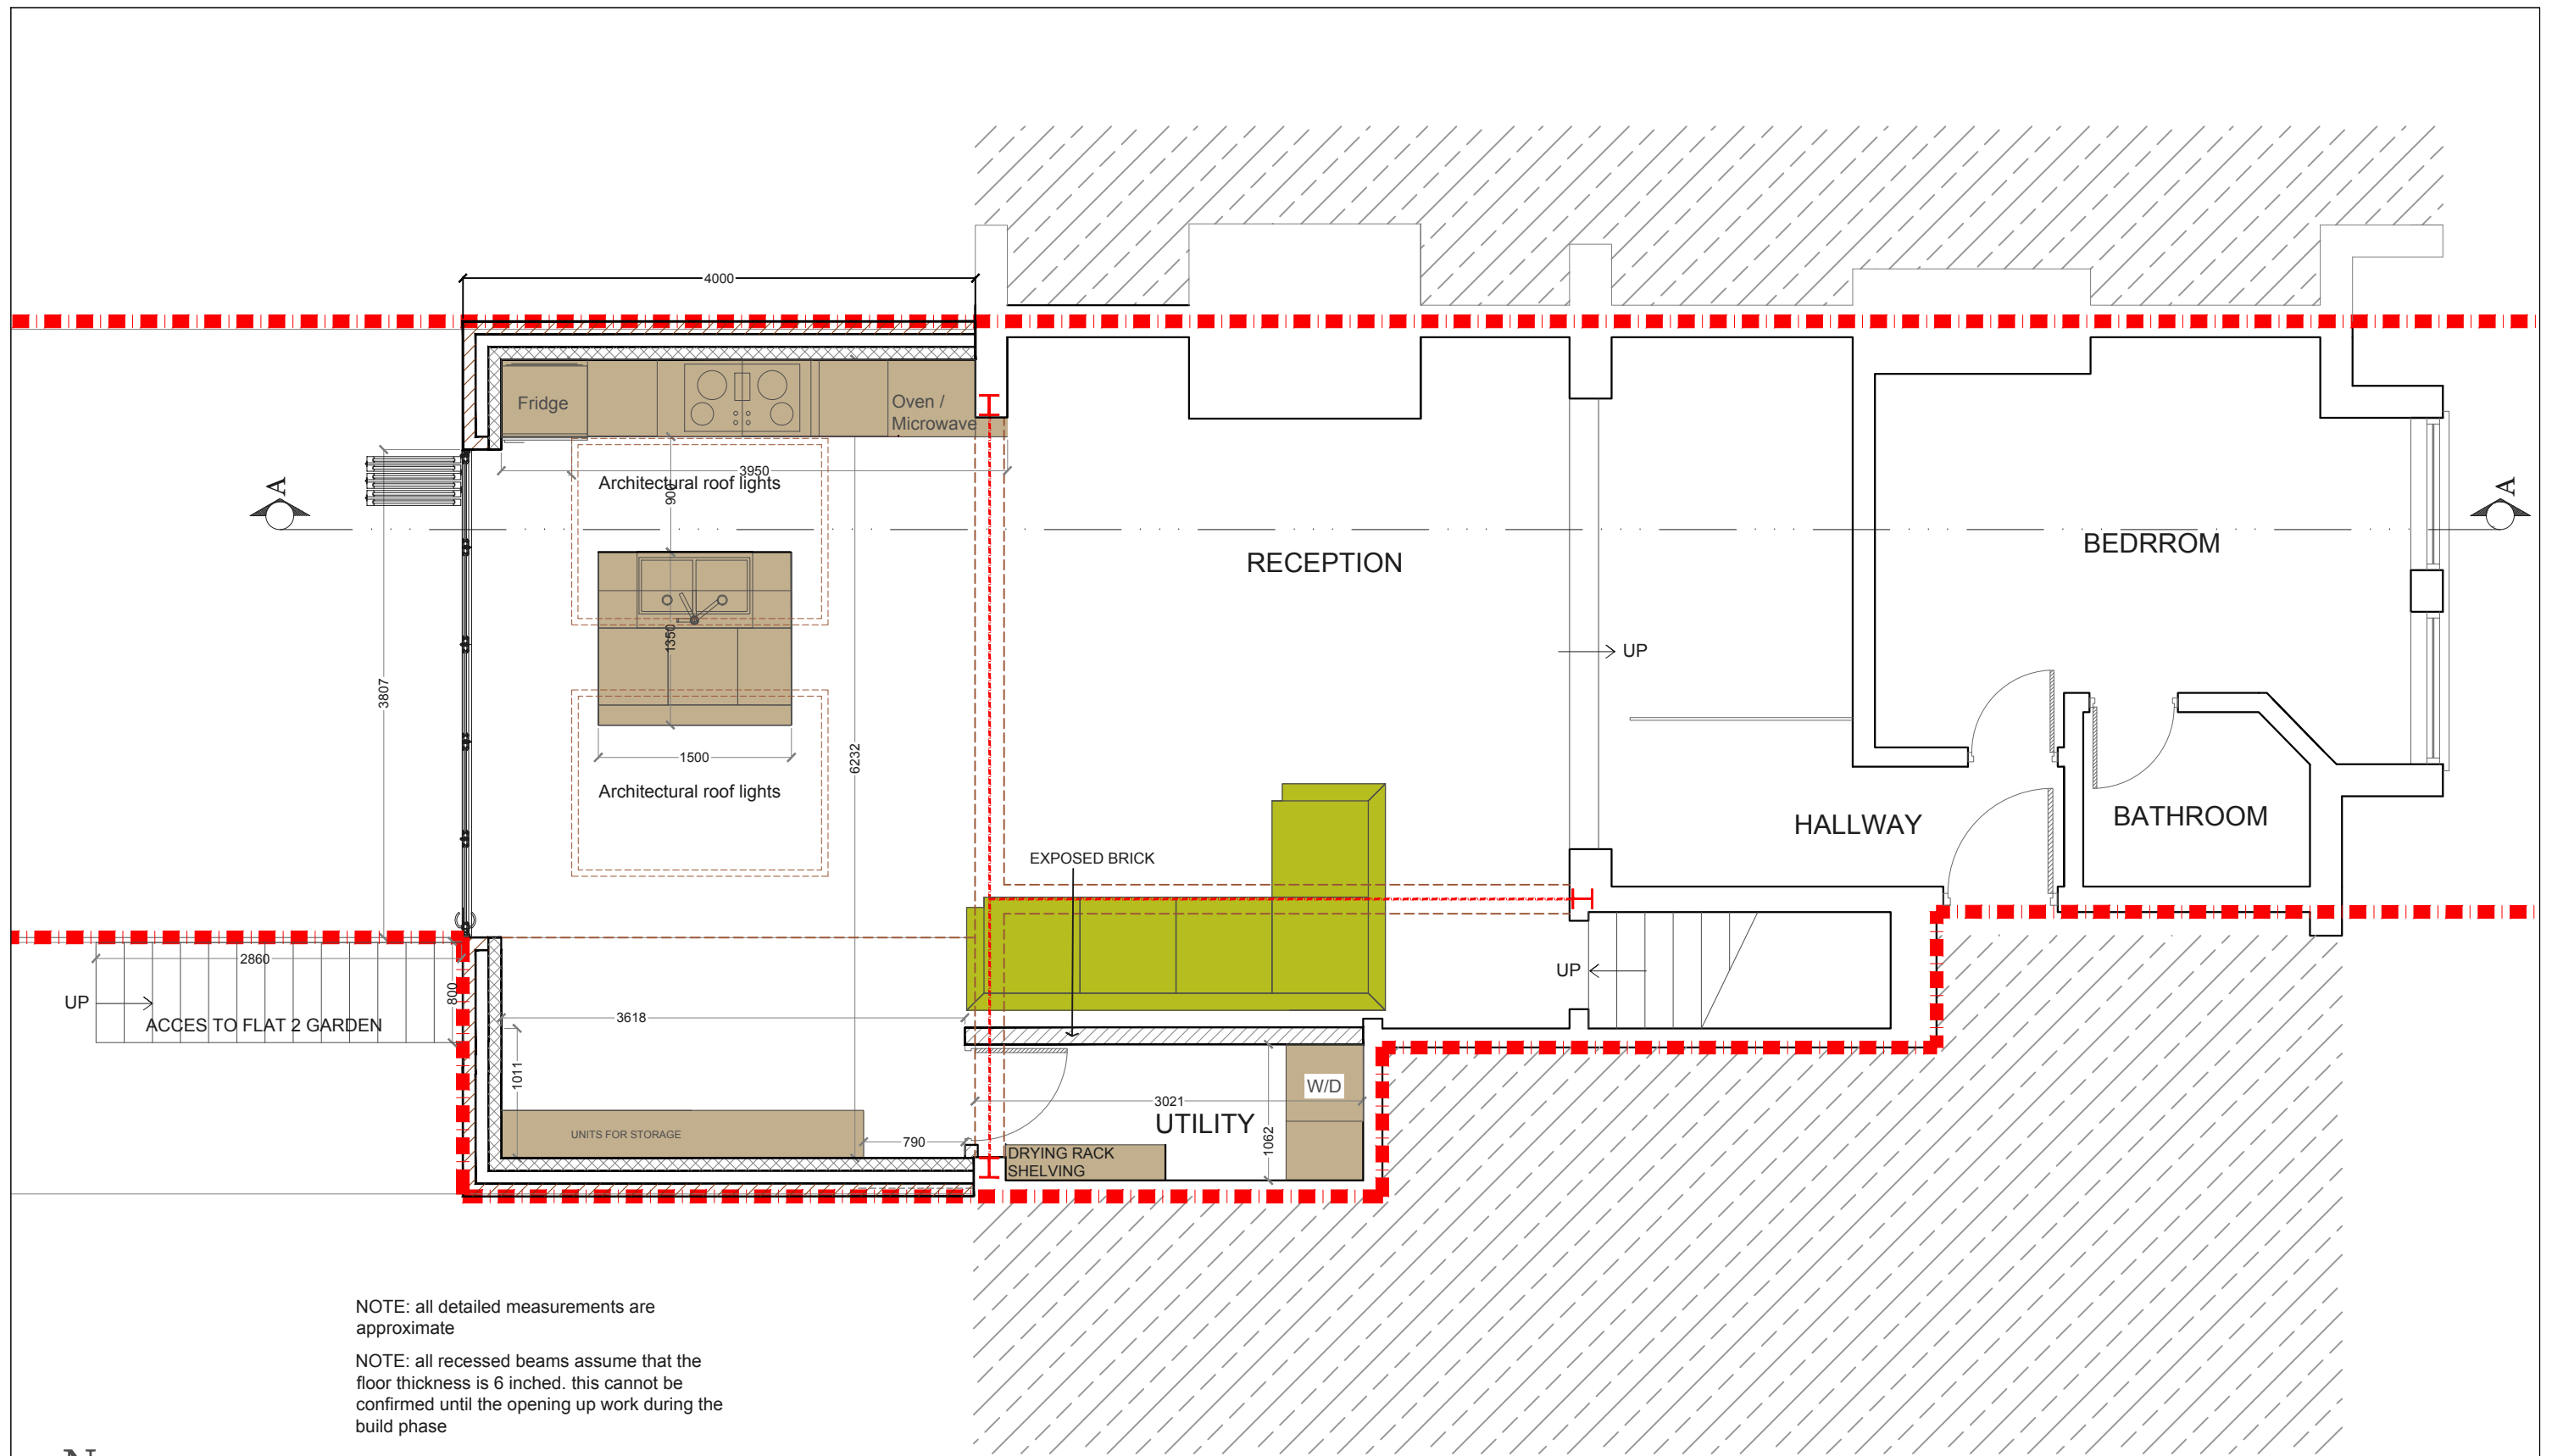 4000
Fridge
Oven /
Microwave
3950
Architectural roof lights
900
A
A
RECEPTION
BEDRROM
1350
UP
3807
1500
6232
Architectural roof lights
HALLWAY
BATHROOM
EXPOSED BRICK
2860
UP
800
UP
ACCES TO FLAT 2 GARDEN
3618
1011
W/D
3021
UTILITY
UNITS FOR STORAGE
790
1062
DRYING RACK
SHELVING
NOTE: all detailed measurements are
approximate
NOTE: all recessed beams assume that the
floor thickness is 6 inched. this cannot be
confirmed until the opening up work during the
build phase
N